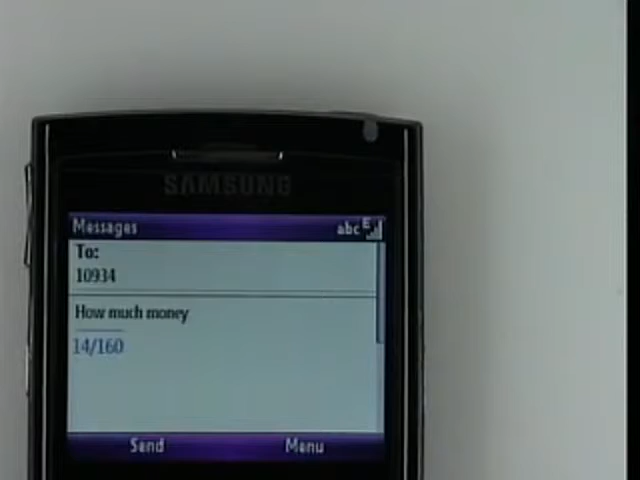 SAMSUNG
Messages abc E
To:
10934
How much money
14/160
Send Menu